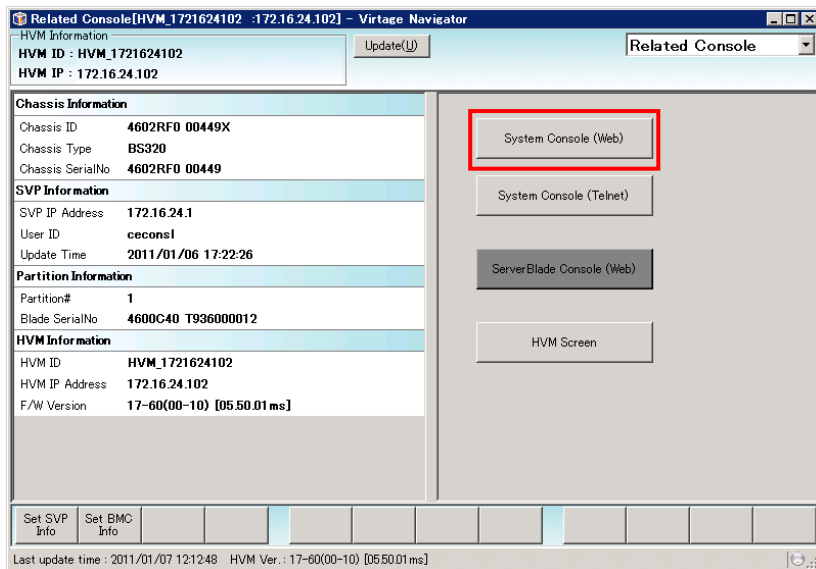 Related Console[HVM_1721624102 :172.16.24.102] - Virtage Navigator
HVM Information
HVM ID : HVM_1721624102
HVM IP : 172.16.24.102
Update(U)
Related Console
Chassis Information
Chassis ID 4602RF0 00449X
Chassis Type BS320
Chassis SerialNo 4602RF0 00449
SVP Information
SVP IP Address 172.16.24.1
User ID ceconsl
Update Time 2011/01/06 17:22:26
Partition Information
Partition# 1
Blade SerialNo 4600C40 T936000012
HVM Information
HVM ID HVM_1721624102
HVM IP Address 172.16.24.102
F/W Version 17-60(00-10) [05.50.01 ms]
System Console (Web)
System Console (Telnet)
ServerBlade Console (Web)
HVM Screen
Set SVP
Info
Set BMC
Info
Last update time : 2011/01/07 12:12:48 HVM Ver. : 17-60(00-10) [05.50.01 ms]